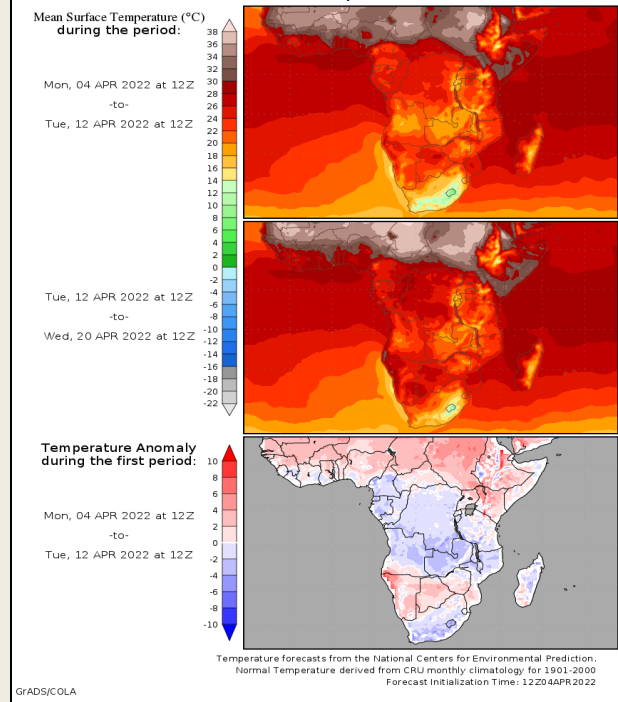 Mean Surface Temperature (°C)
during the period:
Mon, 04 APR 2022 at 12Z
-to-
Tue, 12 APR 2022 at 12Z
38
36
34
32
30
28
26
24
22
20
18
16
14
12
10
8
6
4
2
0
-2
-4
-6
-8
-10
-12
-14
-16
-18
-20
-22
Tue, 12 APR 2022 at 12Z
-to-
Wed, 20 APR 2022 at 12Z
Temperature Anomaly
during the first period:
Mon, 04 APR 2022 at 12Z
-to-
Tue, 12 APR 2022 at 12Z
10
8
6
4
2
0
-2
-4
-6
-8
-10
Temperature forecasts from the National Centers for Environmental Prediction.
Normal Temperature derived from CRU monthly climatology for 1901-2000
Forecast Initialization Time: 12Z04APR2022
GrADS/COLA